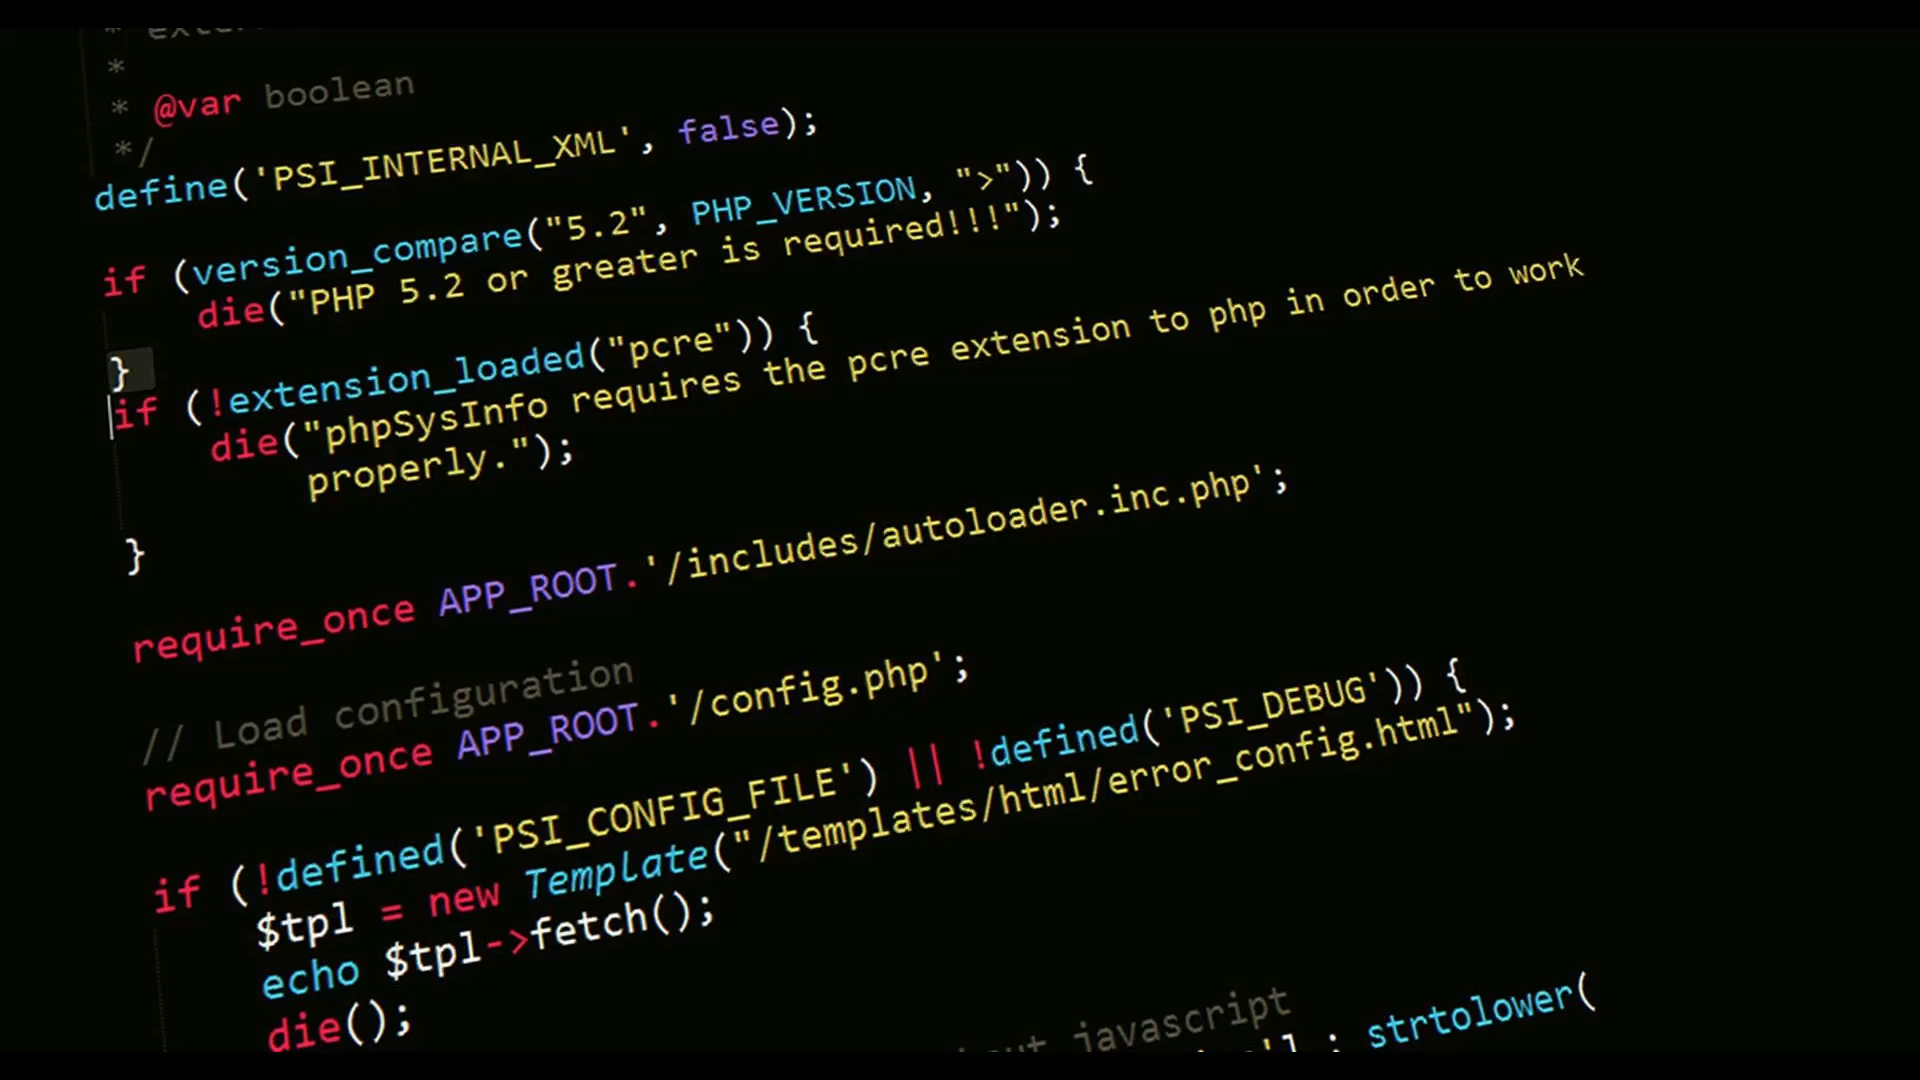 *
*
* @var boolean
*/
define('PSI_INTERNAL_XML', false);
if (version_compare("5.2", PHP_VERSION, ">")) {
die("PHP 5.2 or greater is required!!!");
}
if (!extension_loaded("pcre")) {
die("phpSysInfo requires the pcre extension to php in order to work
properly.");
}
require_once APP_ROOT.'/includes/autoloader.inc.php';
// Load configuration
require_once APP_ROOT.'/config.php';
if (!defined('PSI_CONFIG_FILE') || !defined('PSI_DEBUG')) {
$tpl = new Template("/templates/html/error_config.html");
echo $tpl->fetch();
die();
javascript
strtolower(